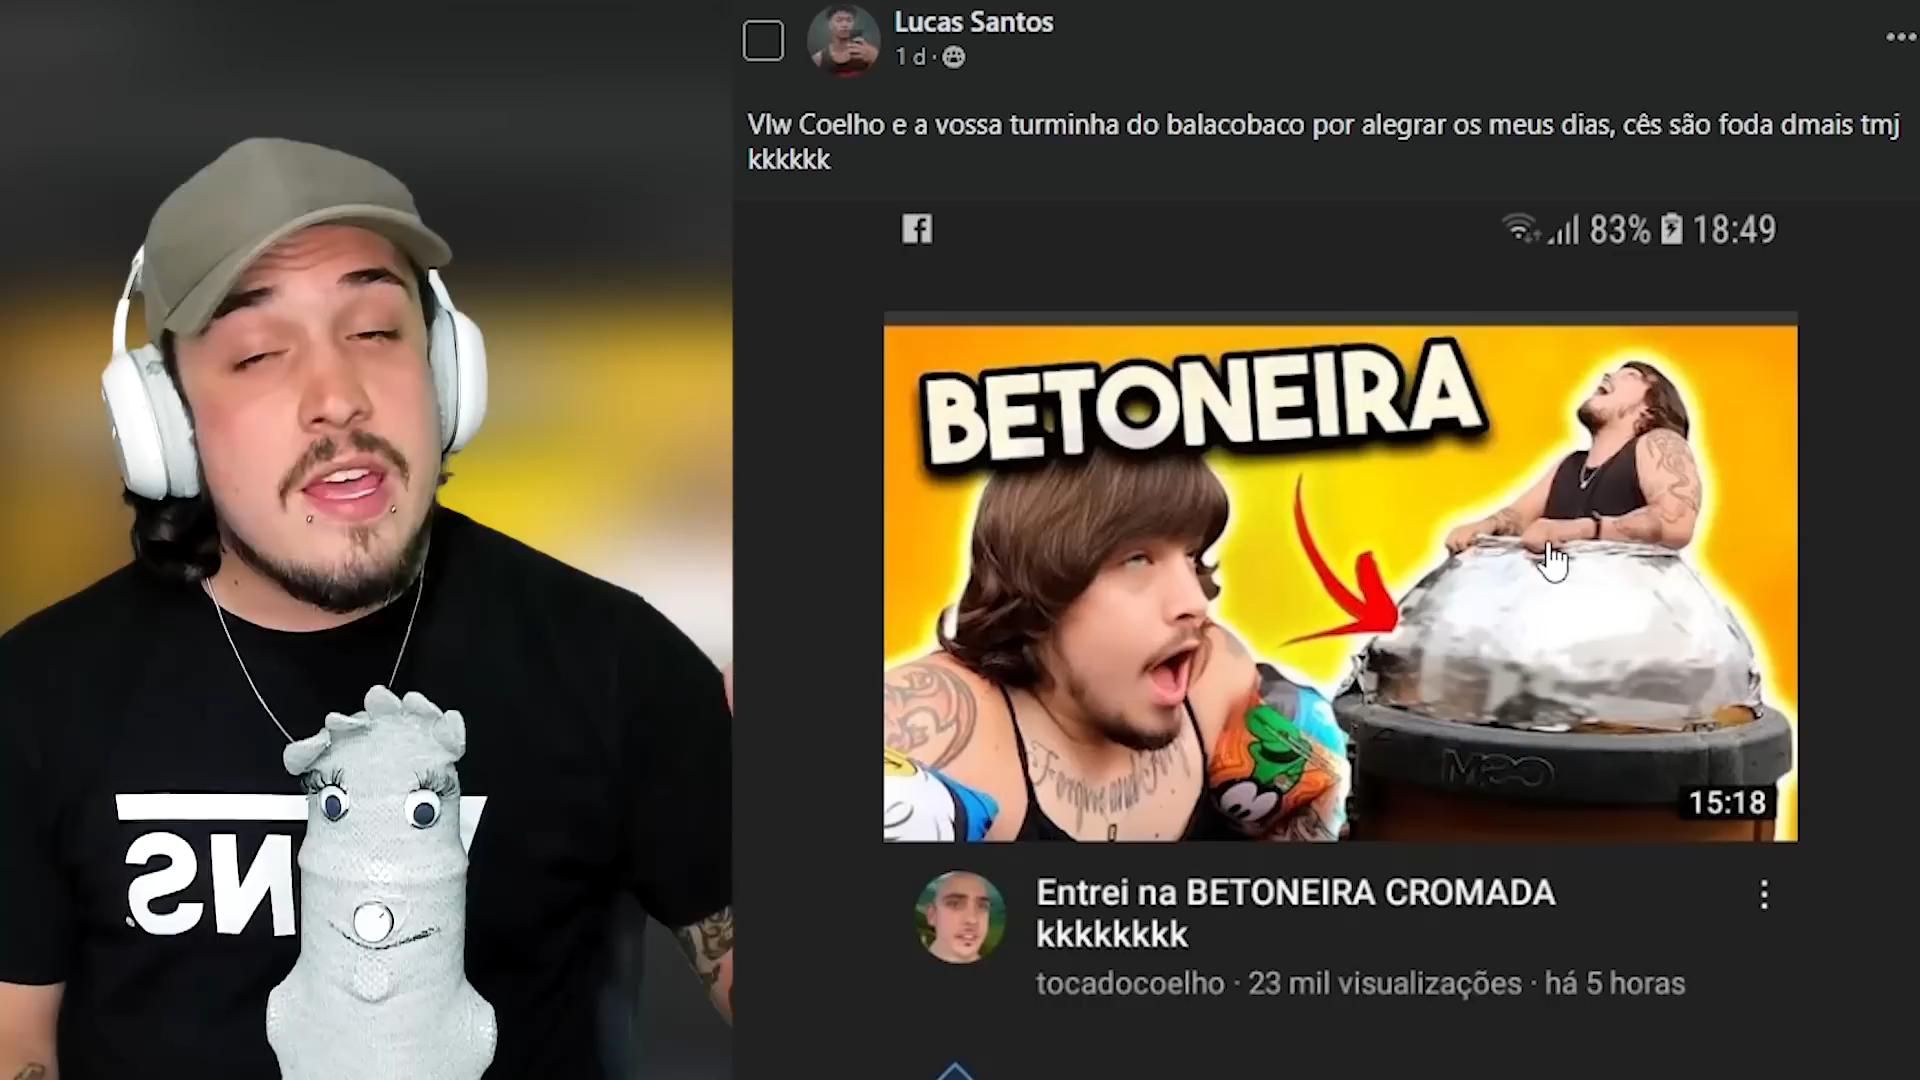 Lucas Santos
1 d
Vlw Coelho e a vossa turminha do balacobaco por alegrar os meus dias, cês são foda dmais tmj
kkkkkk
83% 18:49
BETONEIRA
15:18
Entrei na BETONEIRA CROMADA
kkkkkkkk
tocadocoelho · 23 mil visualizações · há 5 horas